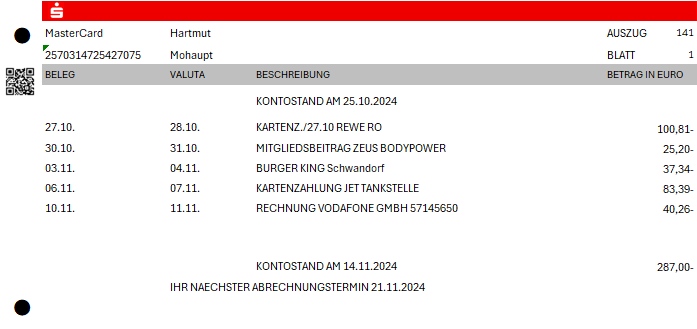 MasterCard Hartmut AUSZUG 141
2570314725427075 Mohaupt BLATT 1
BELEG VALUTA BESCHREIBUNG BETRAG IN EURO
KONTOSTAND AM 25.10.2024
27.10. 28.10. KARTENZ./27.10 REWE RO 100,81-
30.10. 31.10. MITGLIEDSBEITRAG ZEUS BODYPOWER 25,20-
03.11. 04.11. BURGER KING Schwandorf 37,34-
06.11. 07.11. KARTENZAHLUNG JET TANKSTELLE 83,39-
10.11. 11.11. RECHNUNG VODAFONE GMBH 57145650 40,26-
KONTOSTAND AM 14.11.2024 287,00-
IHR NAECHSTER ABRECHNUNGSTERMIN 21.11.2024